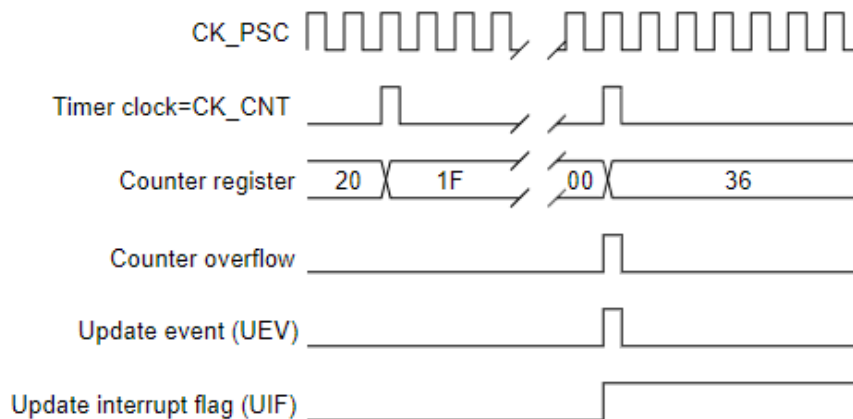 CK_PSC
Timer clock=CK_CNT
Counter register 20 1F 00 36
Counter overflow
Update event (UEV)
Update interrupt flag (UIF)